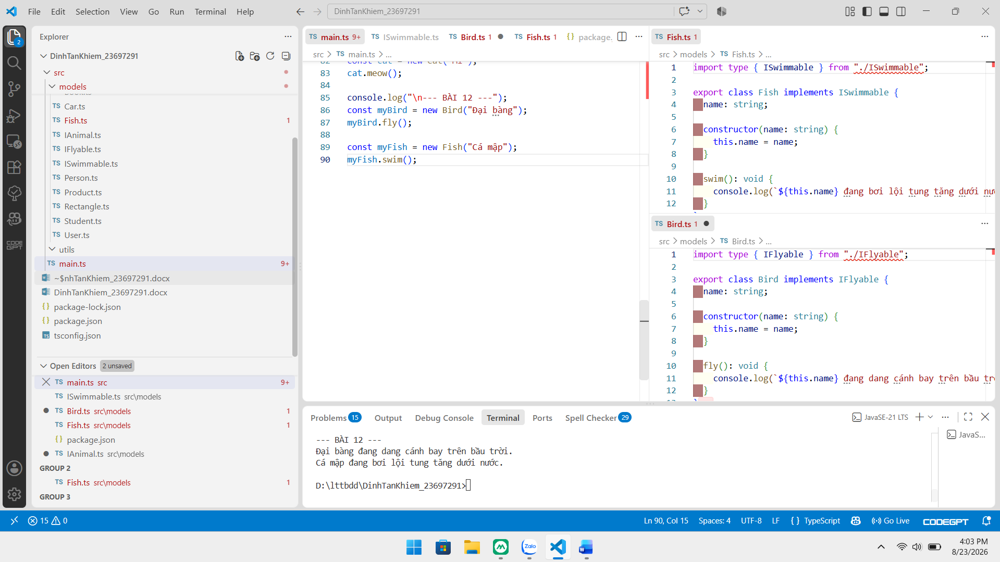 File Edit Selection View Go Run Terminal Help
DinhTanKhiem_23697291
Explorer
DinhTanKhiem_23697291
src
models
Car.ts
Fish.ts 1
IAnimal.ts
IFlyable.ts
ISwimmable.ts
Person.ts
Product.ts
Rectangle.ts
Student.ts
User.ts
utils
main.ts 9+
~$nhTanKhiem_23697291.docx
DinhTanKhiem_23697291.docx
package-lock.json
package.json
tsconfig.json
Open Editors 2 unsaved
main.ts src 9+
ISwimmable.ts src\models
Bird.ts src\models 1
Fish.ts src\models 1
package.json
IAnimal.ts src\models
GROUP 2
Fish.ts src\models 1
GROUP 3
CODE GPT
2
TS main.ts 9+ TS ISwimmable.ts TS Bird.ts 1 TS Fish.ts 1 {} package.
src > TS main.ts > ...
82 const cat = new Cat("Mi");
83 cat.meow();
84
85 console.log("\n--- BÀI 12 ---");
86 const myBird = new Bird("Đại bàng");
87 myBird.fly();
88
89 const myFish = new Fish("Cá mập");
90 myFish.swim();
TS Fish.ts 1
src > models > TS Fish.ts > ...
1 import type { ISwimmable } from "./ISwimmable";
2
3 export class Fish implements ISwimmable {
4 name: string;
5
6 constructor(name: string) {
7 this.name = name;
8 }
9
10 swim(): void {
11 console.log(`${this.name} đang bơi lội tung tăng dưới nướ
12 }
TS Bird.ts 1
src > models > TS Bird.ts > ...
1 import type { IFlyable } from "./IFlyable";
2
3 export class Bird implements IFlyable {
4 name: string;
5
6 constructor(name: string) {
7 this.name = name;
8 }
9
10 fly(): void {
11 console.log(`${this.name} đang dang cánh bay trên bầu trờ
12 }
Problems 15 Output Debug Console Terminal Ports Spell Checker 29
JavaSE-21 LTS
JavaS...
--- BÀI 12 ---
Đại bàng đang dang cánh bay trên bầu trời.
Cá mập đang bơi lội tung tăng dưới nước.
D:\lttbdd\DinhTanKhiem_23697291>
15 0
Ln 90, Col 15 Spaces: 4 UTF-8 LF {} TypeScript Go Live CODEGPT
Zalo
4:03 PM
8/23/2026